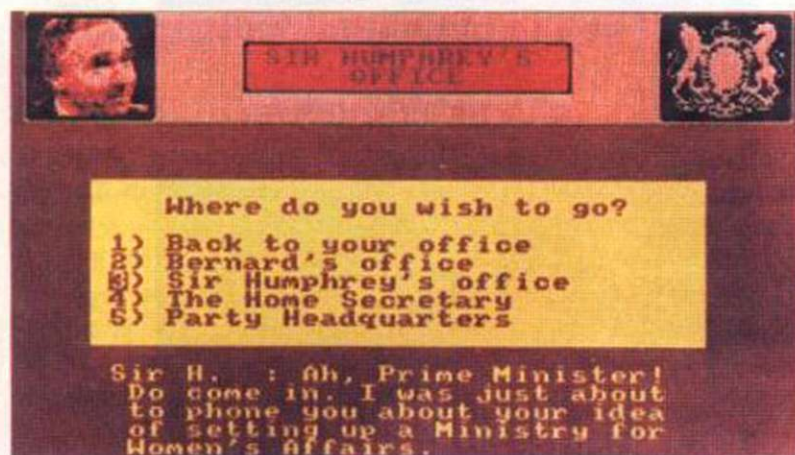 SIR HUMPHREY'S
OFFICE
Where do you wish to go?
1) Back to your office
2) Bernard's office
3) Sir Humphrey's office
4) The Home Secretary
5) Party Headquarters
Sir H. : Ah, Prime Minister!
Do come in. I was just about
to phone you about your idea
of setting up a Ministry for
Women's Affairs.